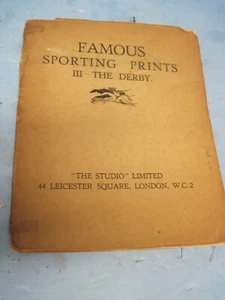 FAMOUS
SPORTING PRINTS
III - THE DERBY.
"THE STUDIO" LIMITED
44 LEICESTER SQUARE, LONDON, W.C.2